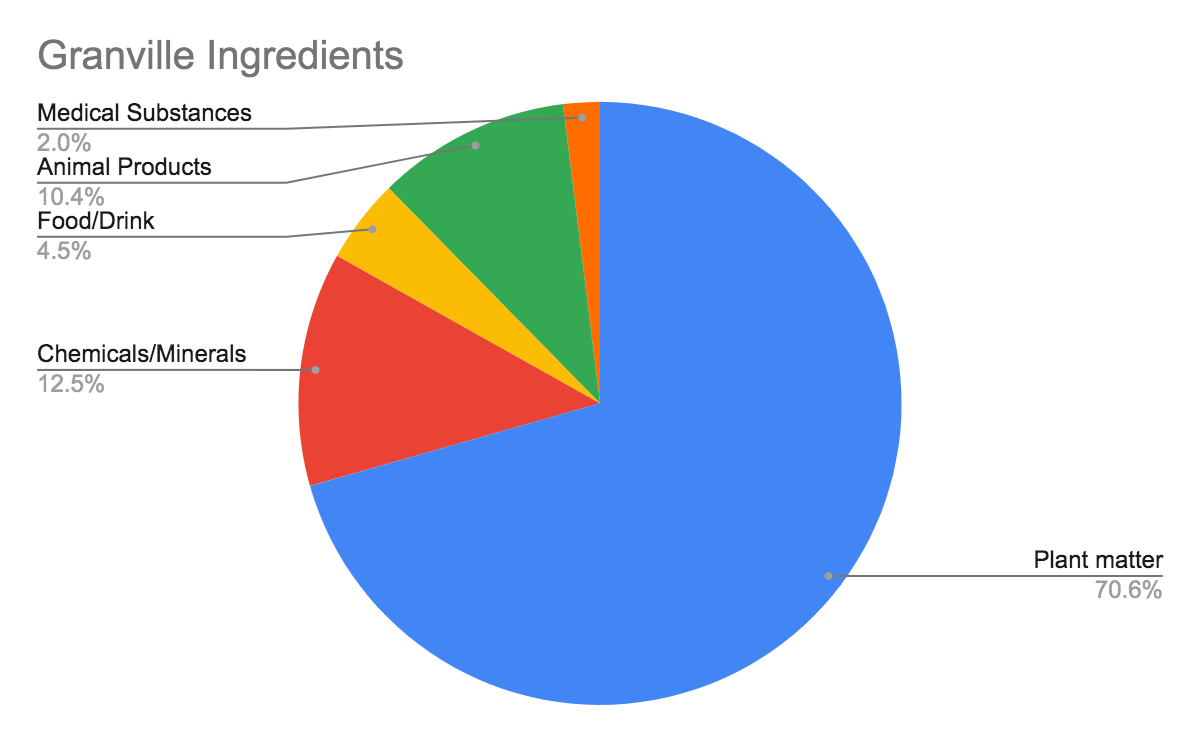 Granville Ingredients
Medical Substances
2.0%
Animal Products
10.4%
Food/Drink
4.5%
Chemicals/Minerals
12.5%
Plant matter
70.6%